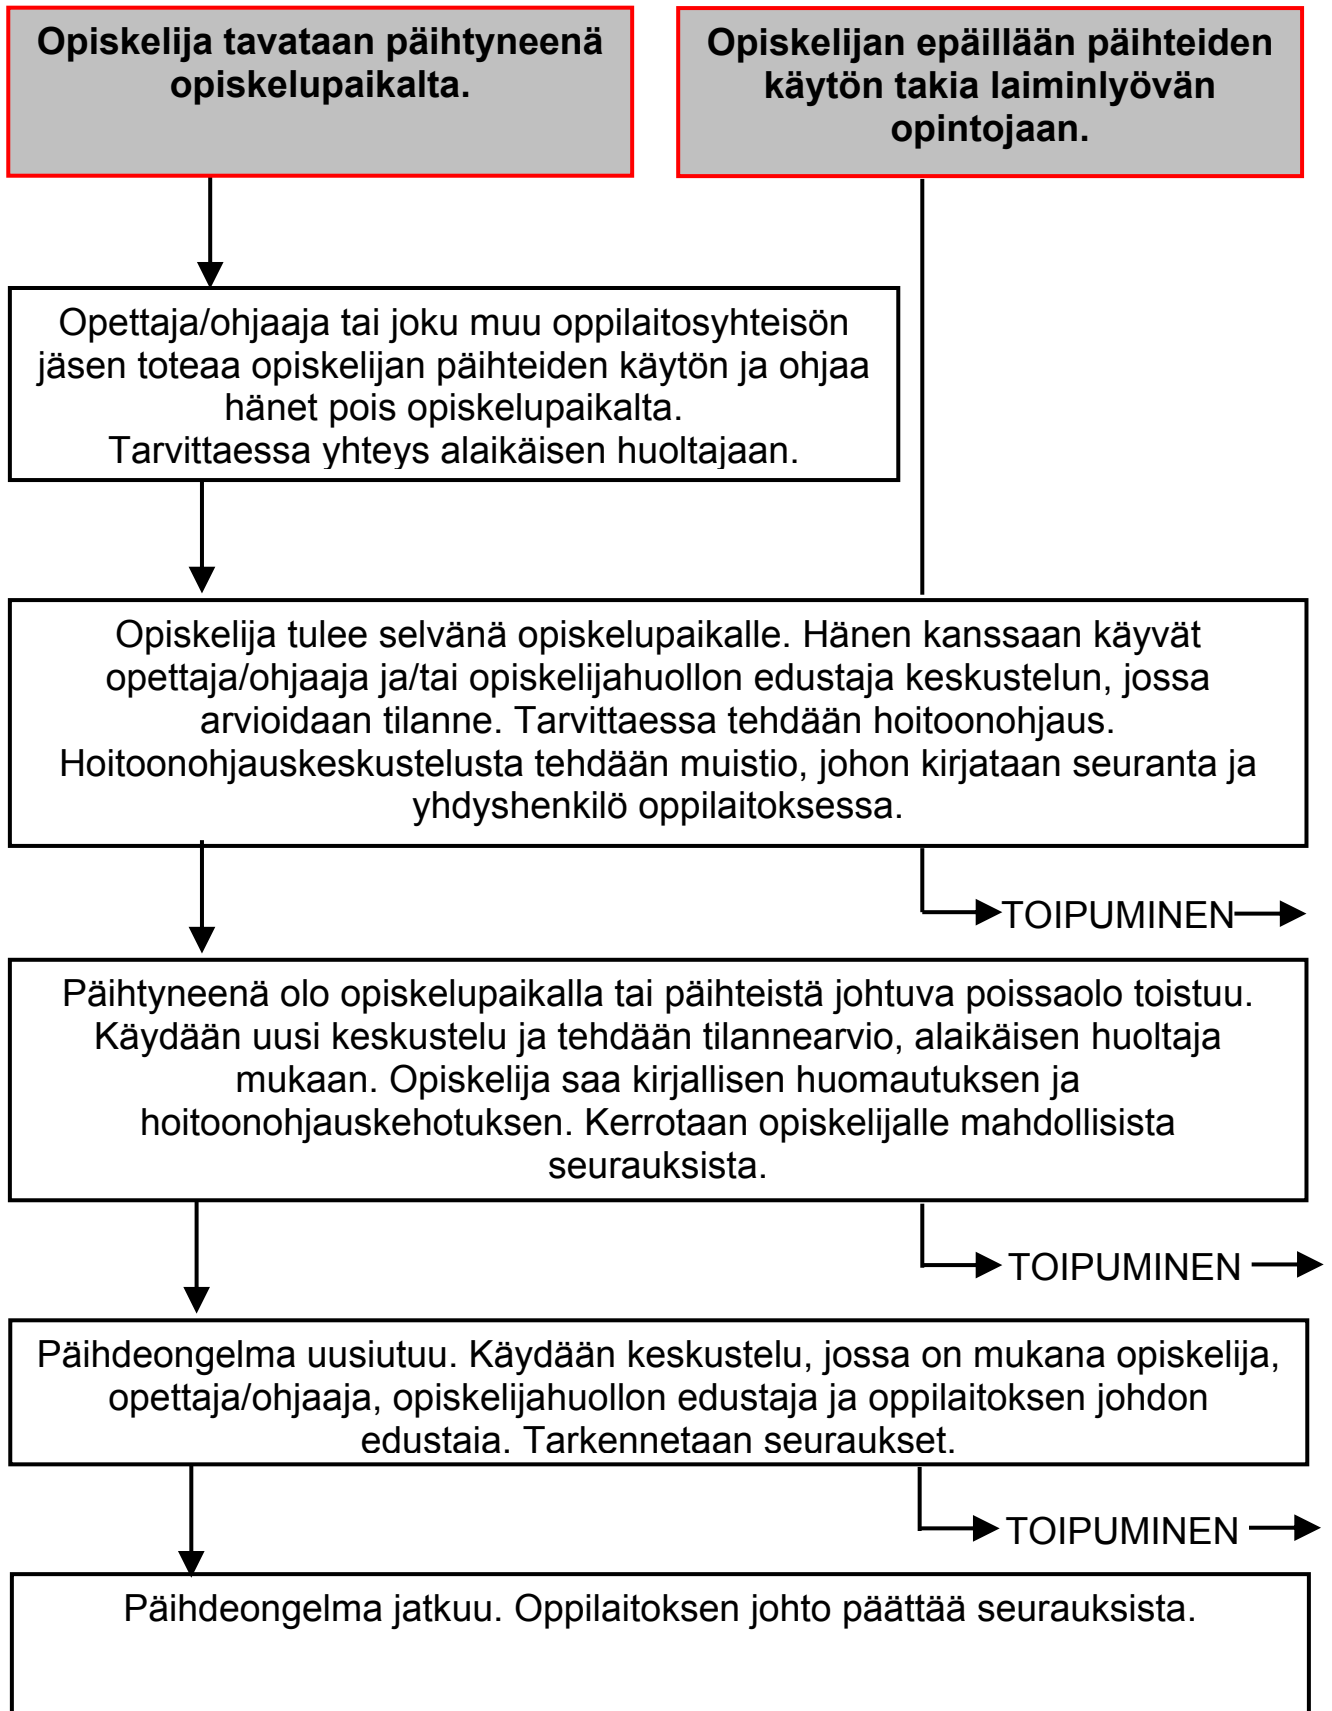 Opiskelija tavataan päihtyneenä
opiskelupaikalta.
Opiskelijan epäillään päihteiden
käytön takia laiminlyövän
opintojaan.
Opettaja/ohjaaja tai joku muu oppilaitosyhteisön
jäsen toteaa opiskelijan päihteiden käytön ja ohjaa
hänet pois opiskelupaikalta.
Tarvittaessa yhteys alaikäisen huoltajaan.
Opiskelija tulee selvänä opiskelupaikalle. Hänen kanssaan käyvät
opettaja/ohjaaja ja/tai opiskelijahuollon edustaja keskustelun, jossa
arvioidaan tilanne. Tarvittaessa tehdään hoitoonohjaus.
Hoitoonohjauskeskustelusta tehdään muistio, johon kirjataan seuranta ja
yhdyshenkilö oppilaitoksessa.
TOIPUMINEN
Päihtyneenä olo opiskelupaikalla tai päihteistä johtuva poissaolo toistuu.
Käydään uusi keskustelu ja tehdään tilannearvio, alaikäisen huoltaja
mukaan. Opiskelija saa kirjallisen huomautuksen ja
hoitoonohjauskehotuksen. Kerrotaan opiskelijalle mahdollisista
seurauksista.
TOIPUMINEN
Päihdeongelma uusiutuu. Käydään keskustelu, jossa on mukana opiskelija,
opettaja/ohjaaja, opiskelijahuollon edustaja ja oppilaitoksen johdon
edustaja. Tarkennetaan seuraukset.
TOIPUMINEN
Päihdeongelma jatkuu. Oppilaitoksen johto päättää seurauksista.